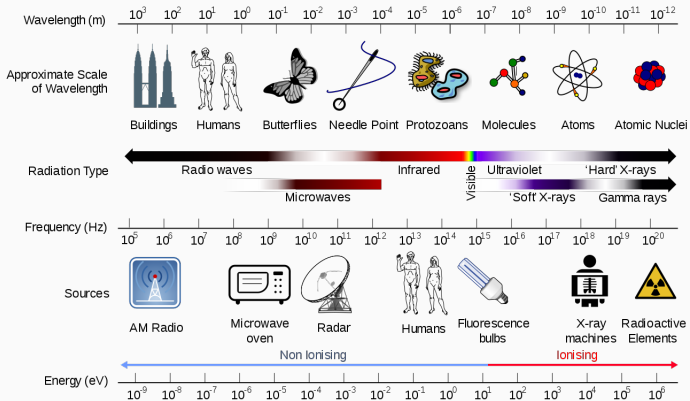 Wavelength (m)
10³ 10² 10¹ 10⁰ 10⁻¹ 10⁻² 10⁻³ 10⁻⁴ 10⁻⁵ 10⁻⁶ 10⁻⁷ 10⁻⁸ 10⁻⁹ 10⁻¹⁰ 10⁻¹¹ 10⁻¹²
Approximate Scale
of Wavelength
Buildings Humans Butterflies Needle Point Protozoans Molecules Atoms Atomic Nuclei
Radiation Type
Radio waves Infrared Visible Ultraviolet 'Hard' X-rays
Microwaves 'Soft' X-rays Gamma rays
Frequency (Hz)
10⁵ 10⁶ 10⁷ 10⁸ 10⁹ 10¹⁰ 10¹¹ 10¹² 10¹³ 10¹⁴ 10¹⁵ 10¹⁶ 10¹⁷ 10¹⁸ 10¹⁹ 10²⁰
Sources
AM Radio
Microwave
oven
Radar
Humans
Fluorescence
bulbs
X-ray
machines
Radioactive
Elements
Non Ionising Ionising
Energy (eV)
10⁻⁹ 10⁻⁸ 10⁻⁷ 10⁻⁶ 10⁻⁵ 10⁻⁴ 10⁻³ 10⁻² 10⁻¹ 10⁰ 10¹ 10² 10³ 10⁴ 10⁵ 10⁶